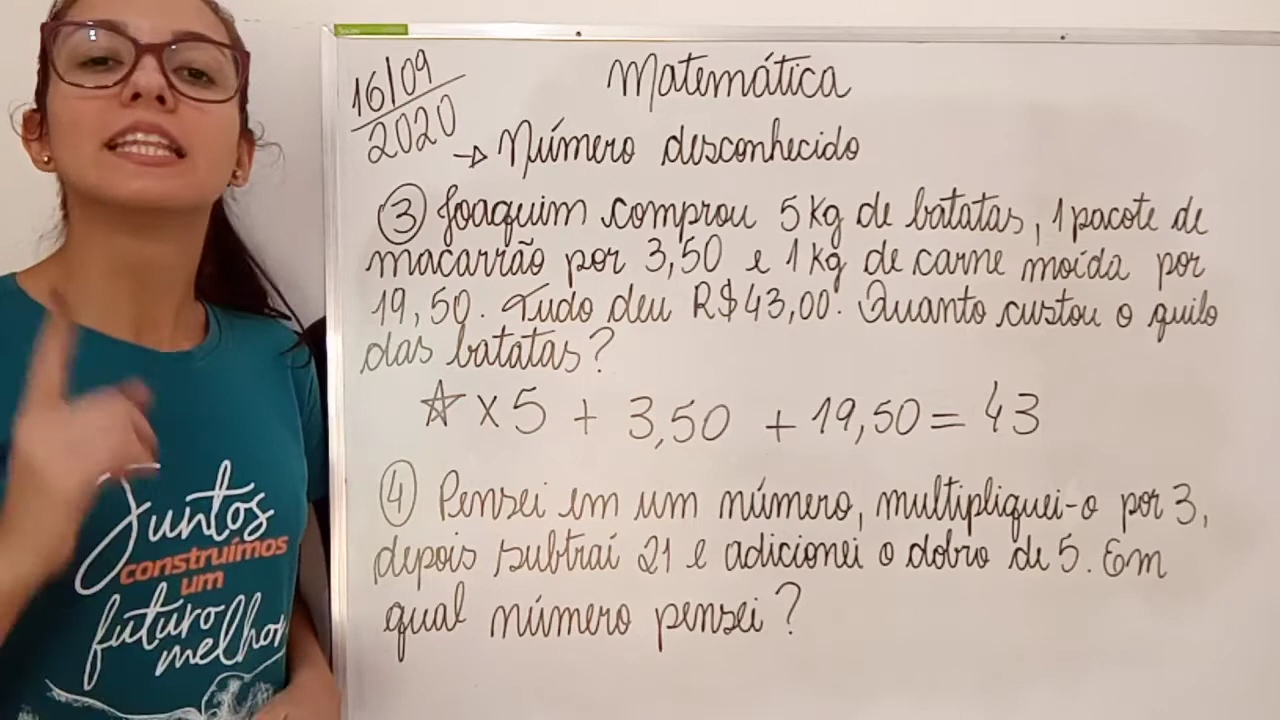 16/09
2020
Matemática
→ Número desconhecido
③ Joaquim comprou 5 kg de batatas, 1 pacote de
macarrão por 3,50 e 1 kg de carne moída por
19,50. Tudo deu R$43,00. Quanto custou o quilo
das batatas?
☆ x 5 + 3,50 + 19,50 = 43
④ Pensei em um número, multipliquei-o por 3,
depois subtraí 21 e adicionei o dobro de 5. Em
qual número pensei?
Juntos
construímos
um
futuro
melhor